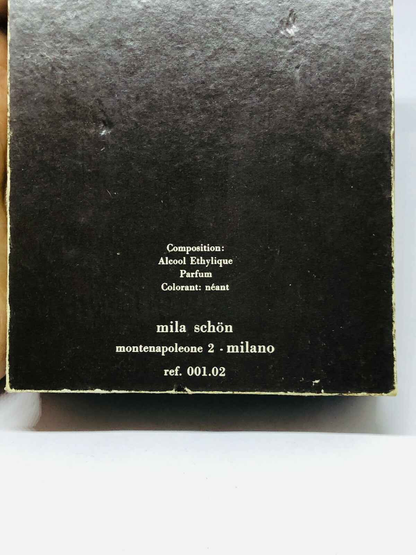 Composition:
Alcool Ethylique
Parfum
Colorant: néant
mila schön
montenapoleone 2 - milano
ref. 001.02